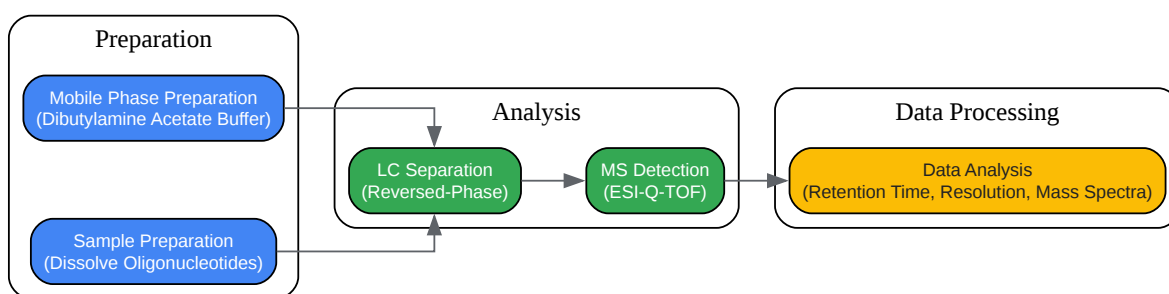 Preparation
Mobile Phase Preparation
(Dibutylamine Acetate Buffer)
Sample Preparation
(Dissolve Oligonucleotides)
Analysis
LC Separation
(Reversed-Phase)
MS Detection
(ESI-Q-TOF)
Data Processing
Data Analysis
(Retention Time, Resolution, Mass Spectra)